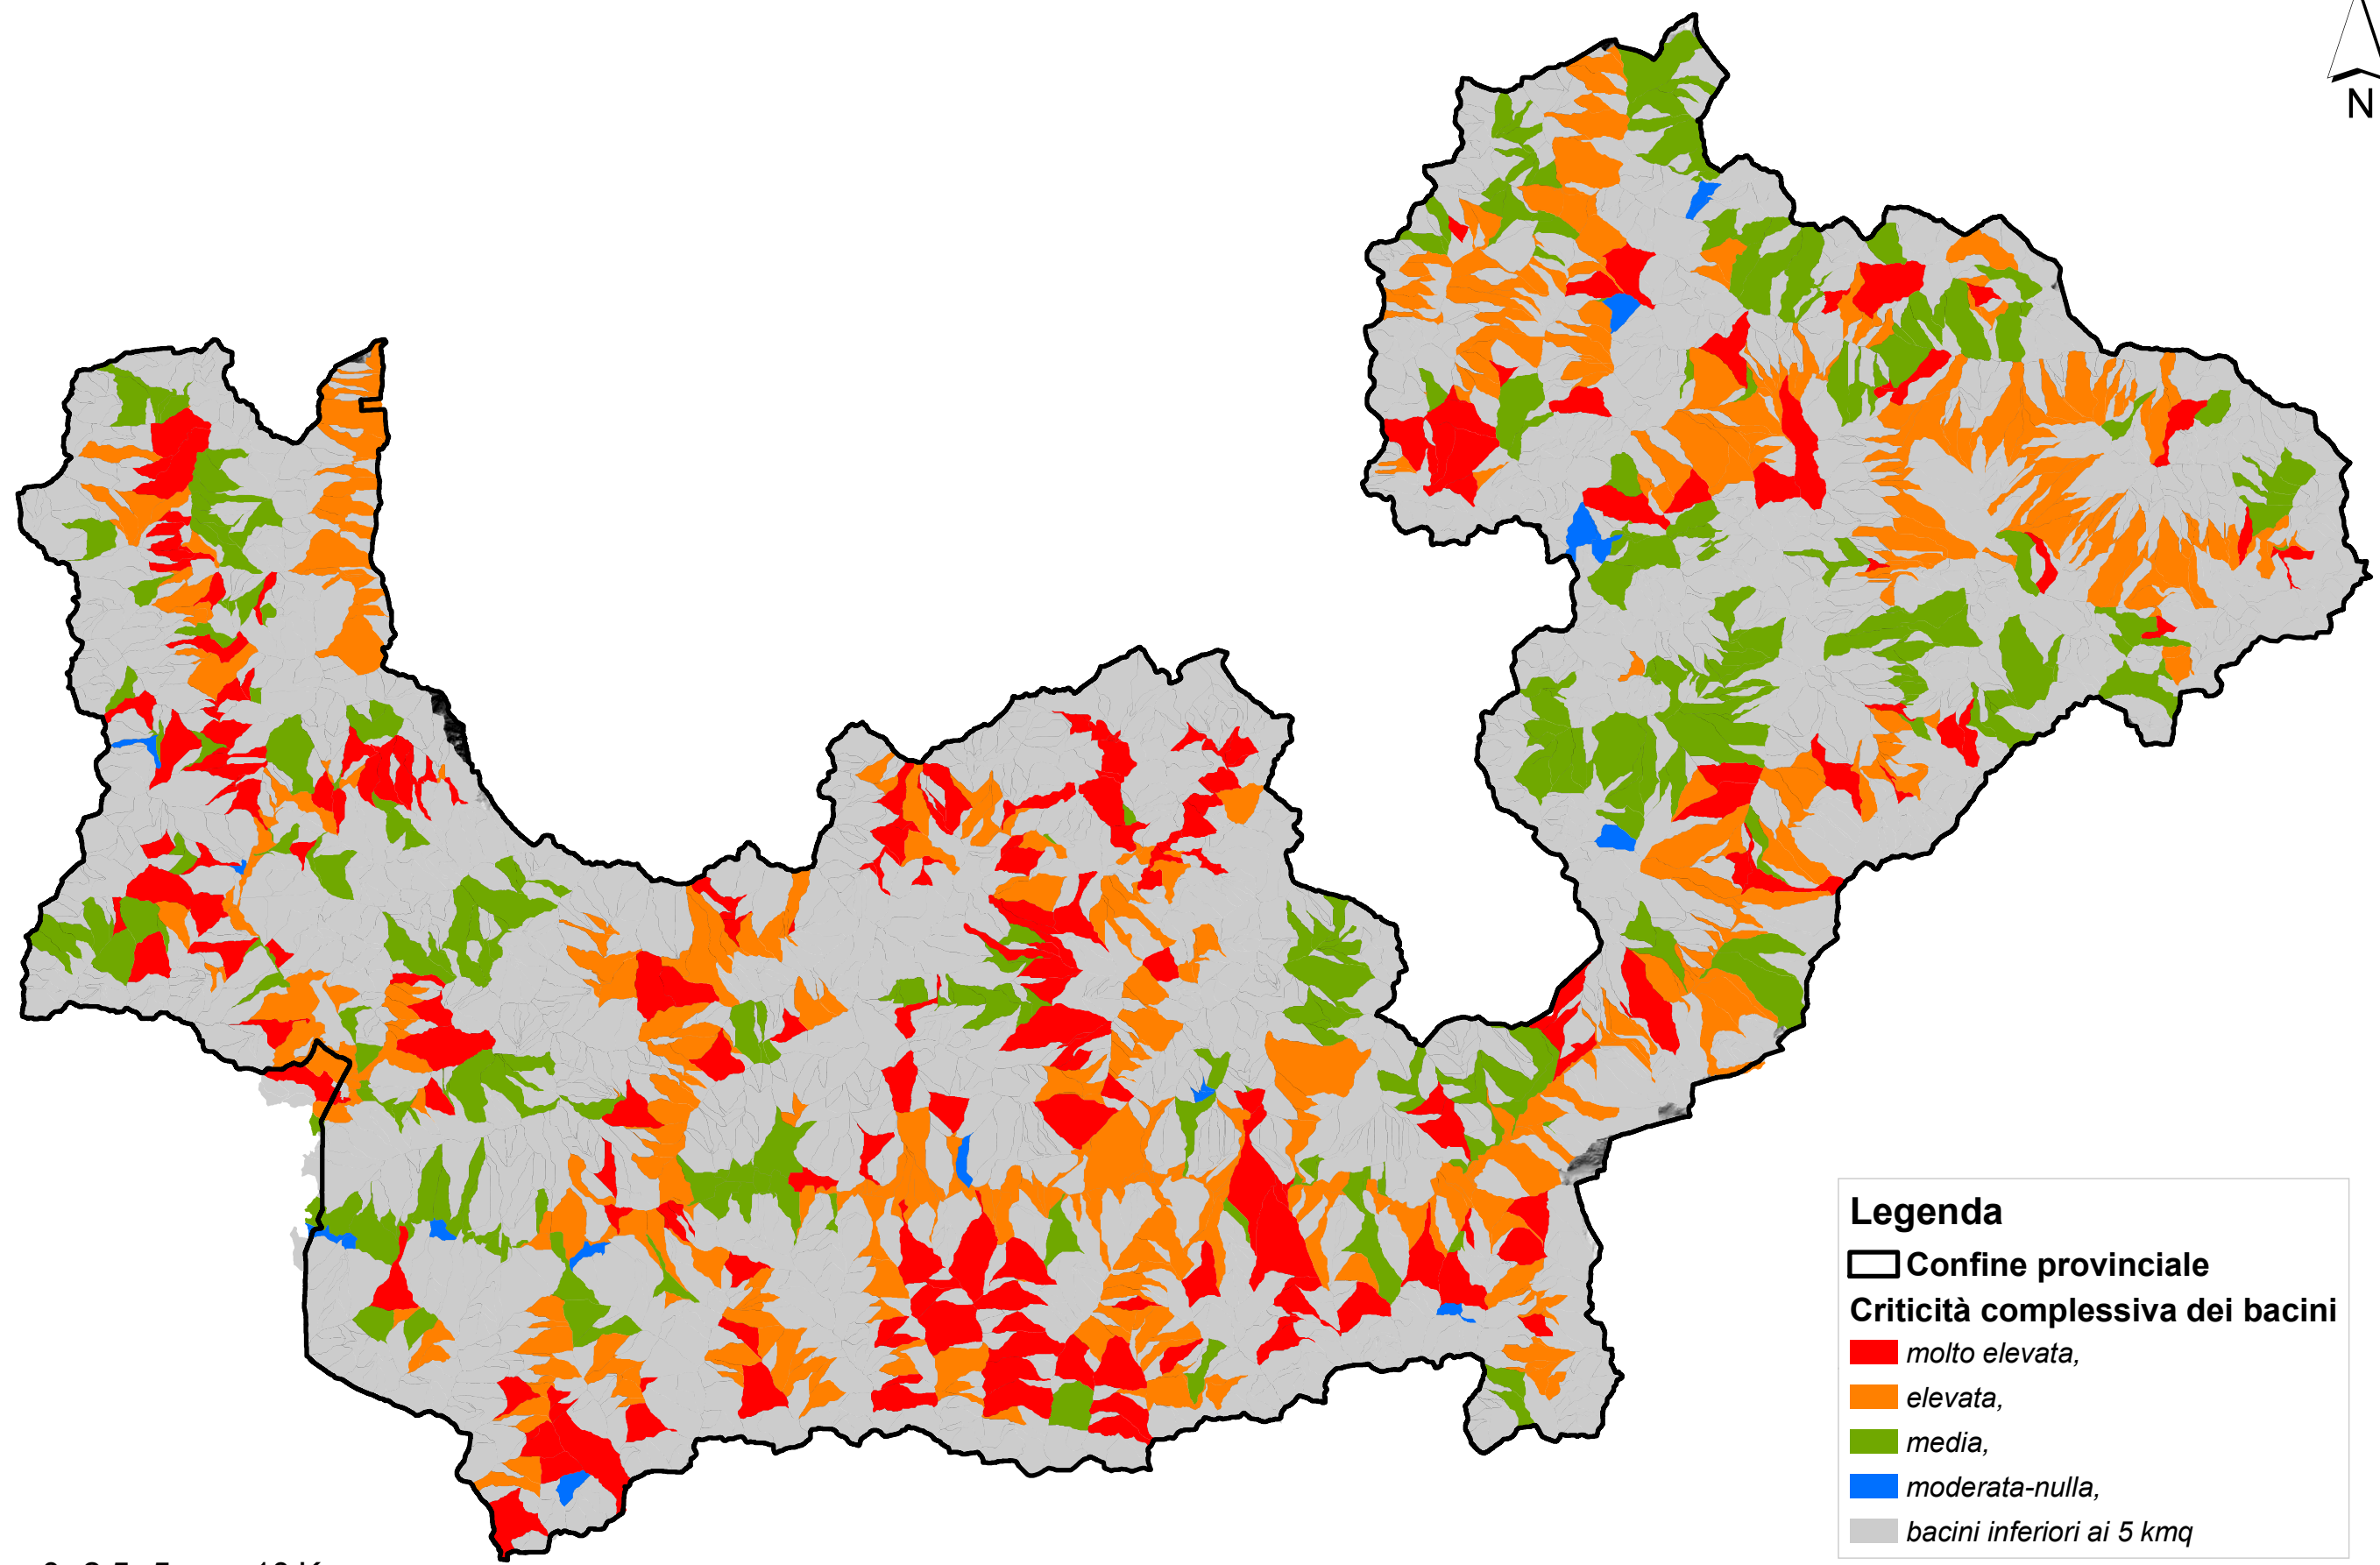 N
Legenda
Confine provinciale
Criticità complessiva dei bacini
molto elevata,
elevata,
media,
moderata-nulla,
bacini inferiori ai 5 kmq